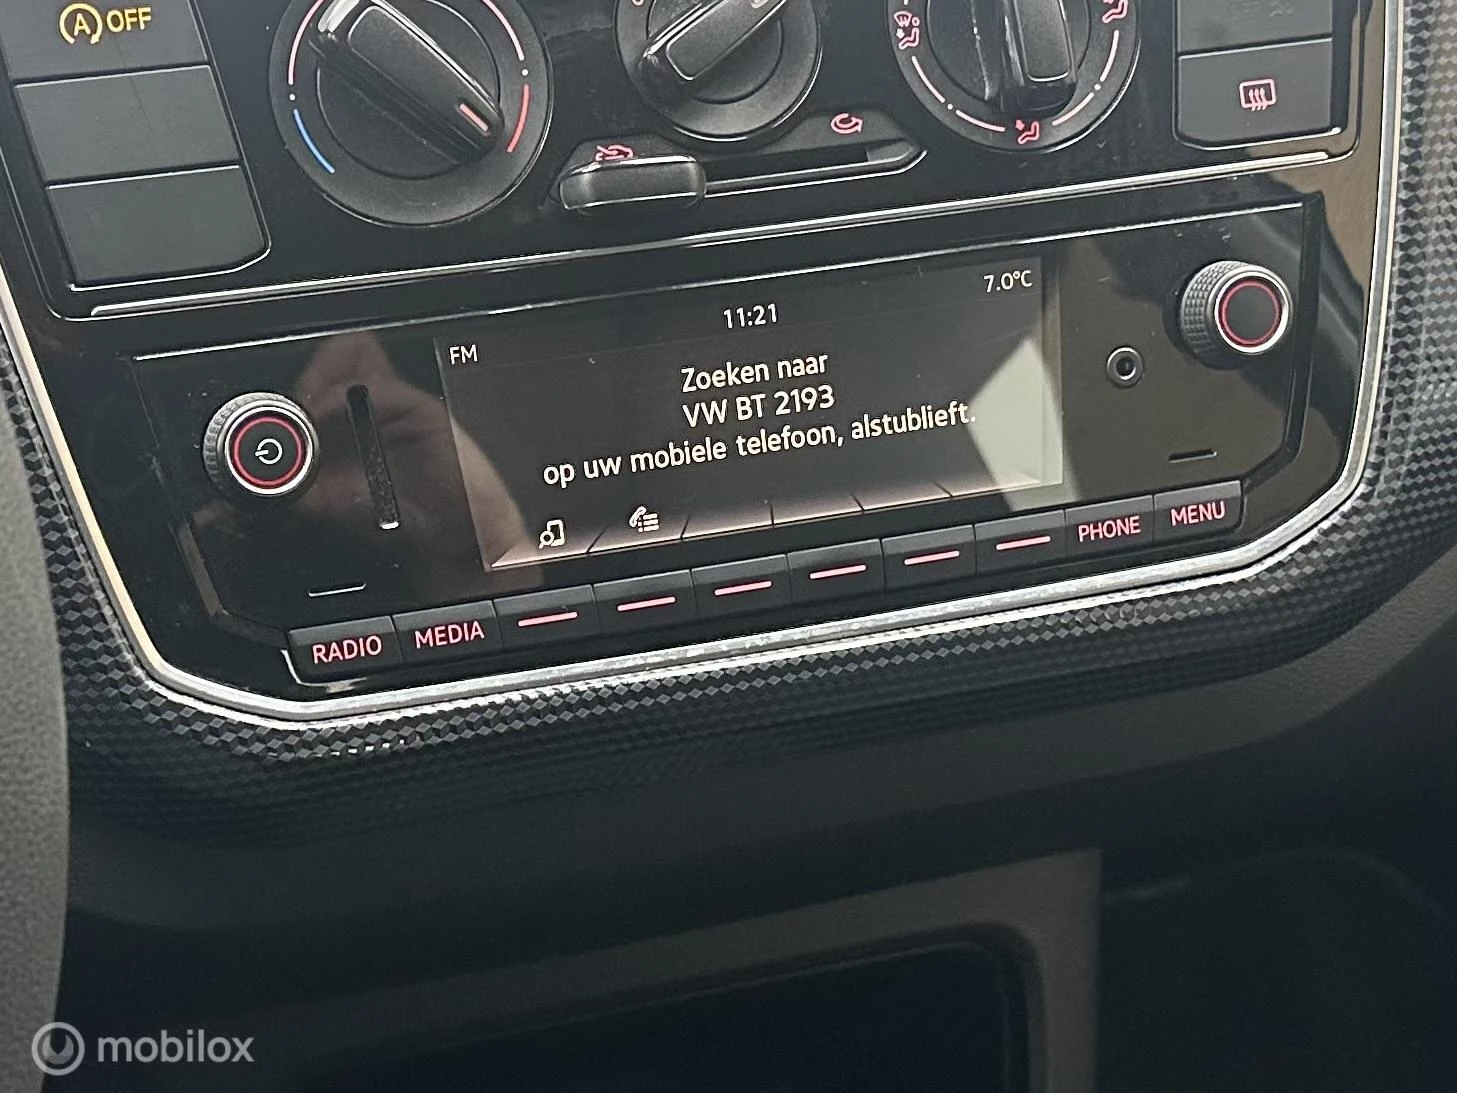 A OFF
7.0°C
11:21
FM
Zoeken naar
VW BT 2193
op uw mobiele telefoon, alstublieft.
RADIO MEDIA PHONE MENU
mobilox